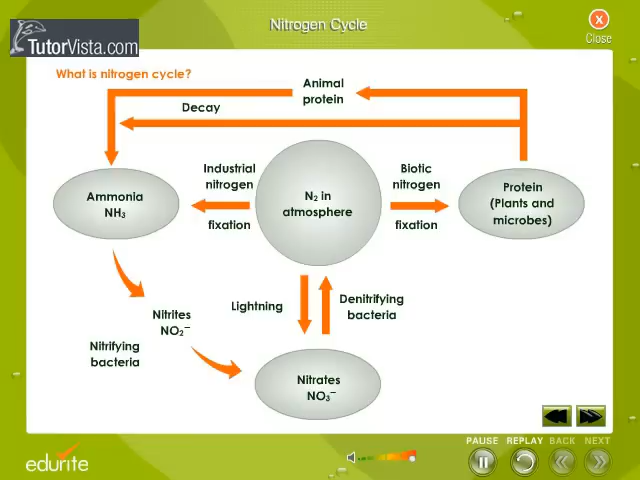 Nitrogen Cycle
Close
TutorVista.com
What is nitrogen cycle?
Animal
protein
Decay
Industrial
nitrogen
fixation
Biotic
nitrogen
fixation
Ammonia
NH₃
N₂ in
atmosphere
Protein
(Plants and
microbes)
Lightning
Denitrifying
bacteria
Nitrites
NO₂⁻
Nitrifying
bacteria
Nitrates
NO₃⁻
PAUSE REPLAY BACK NEXT
edurite